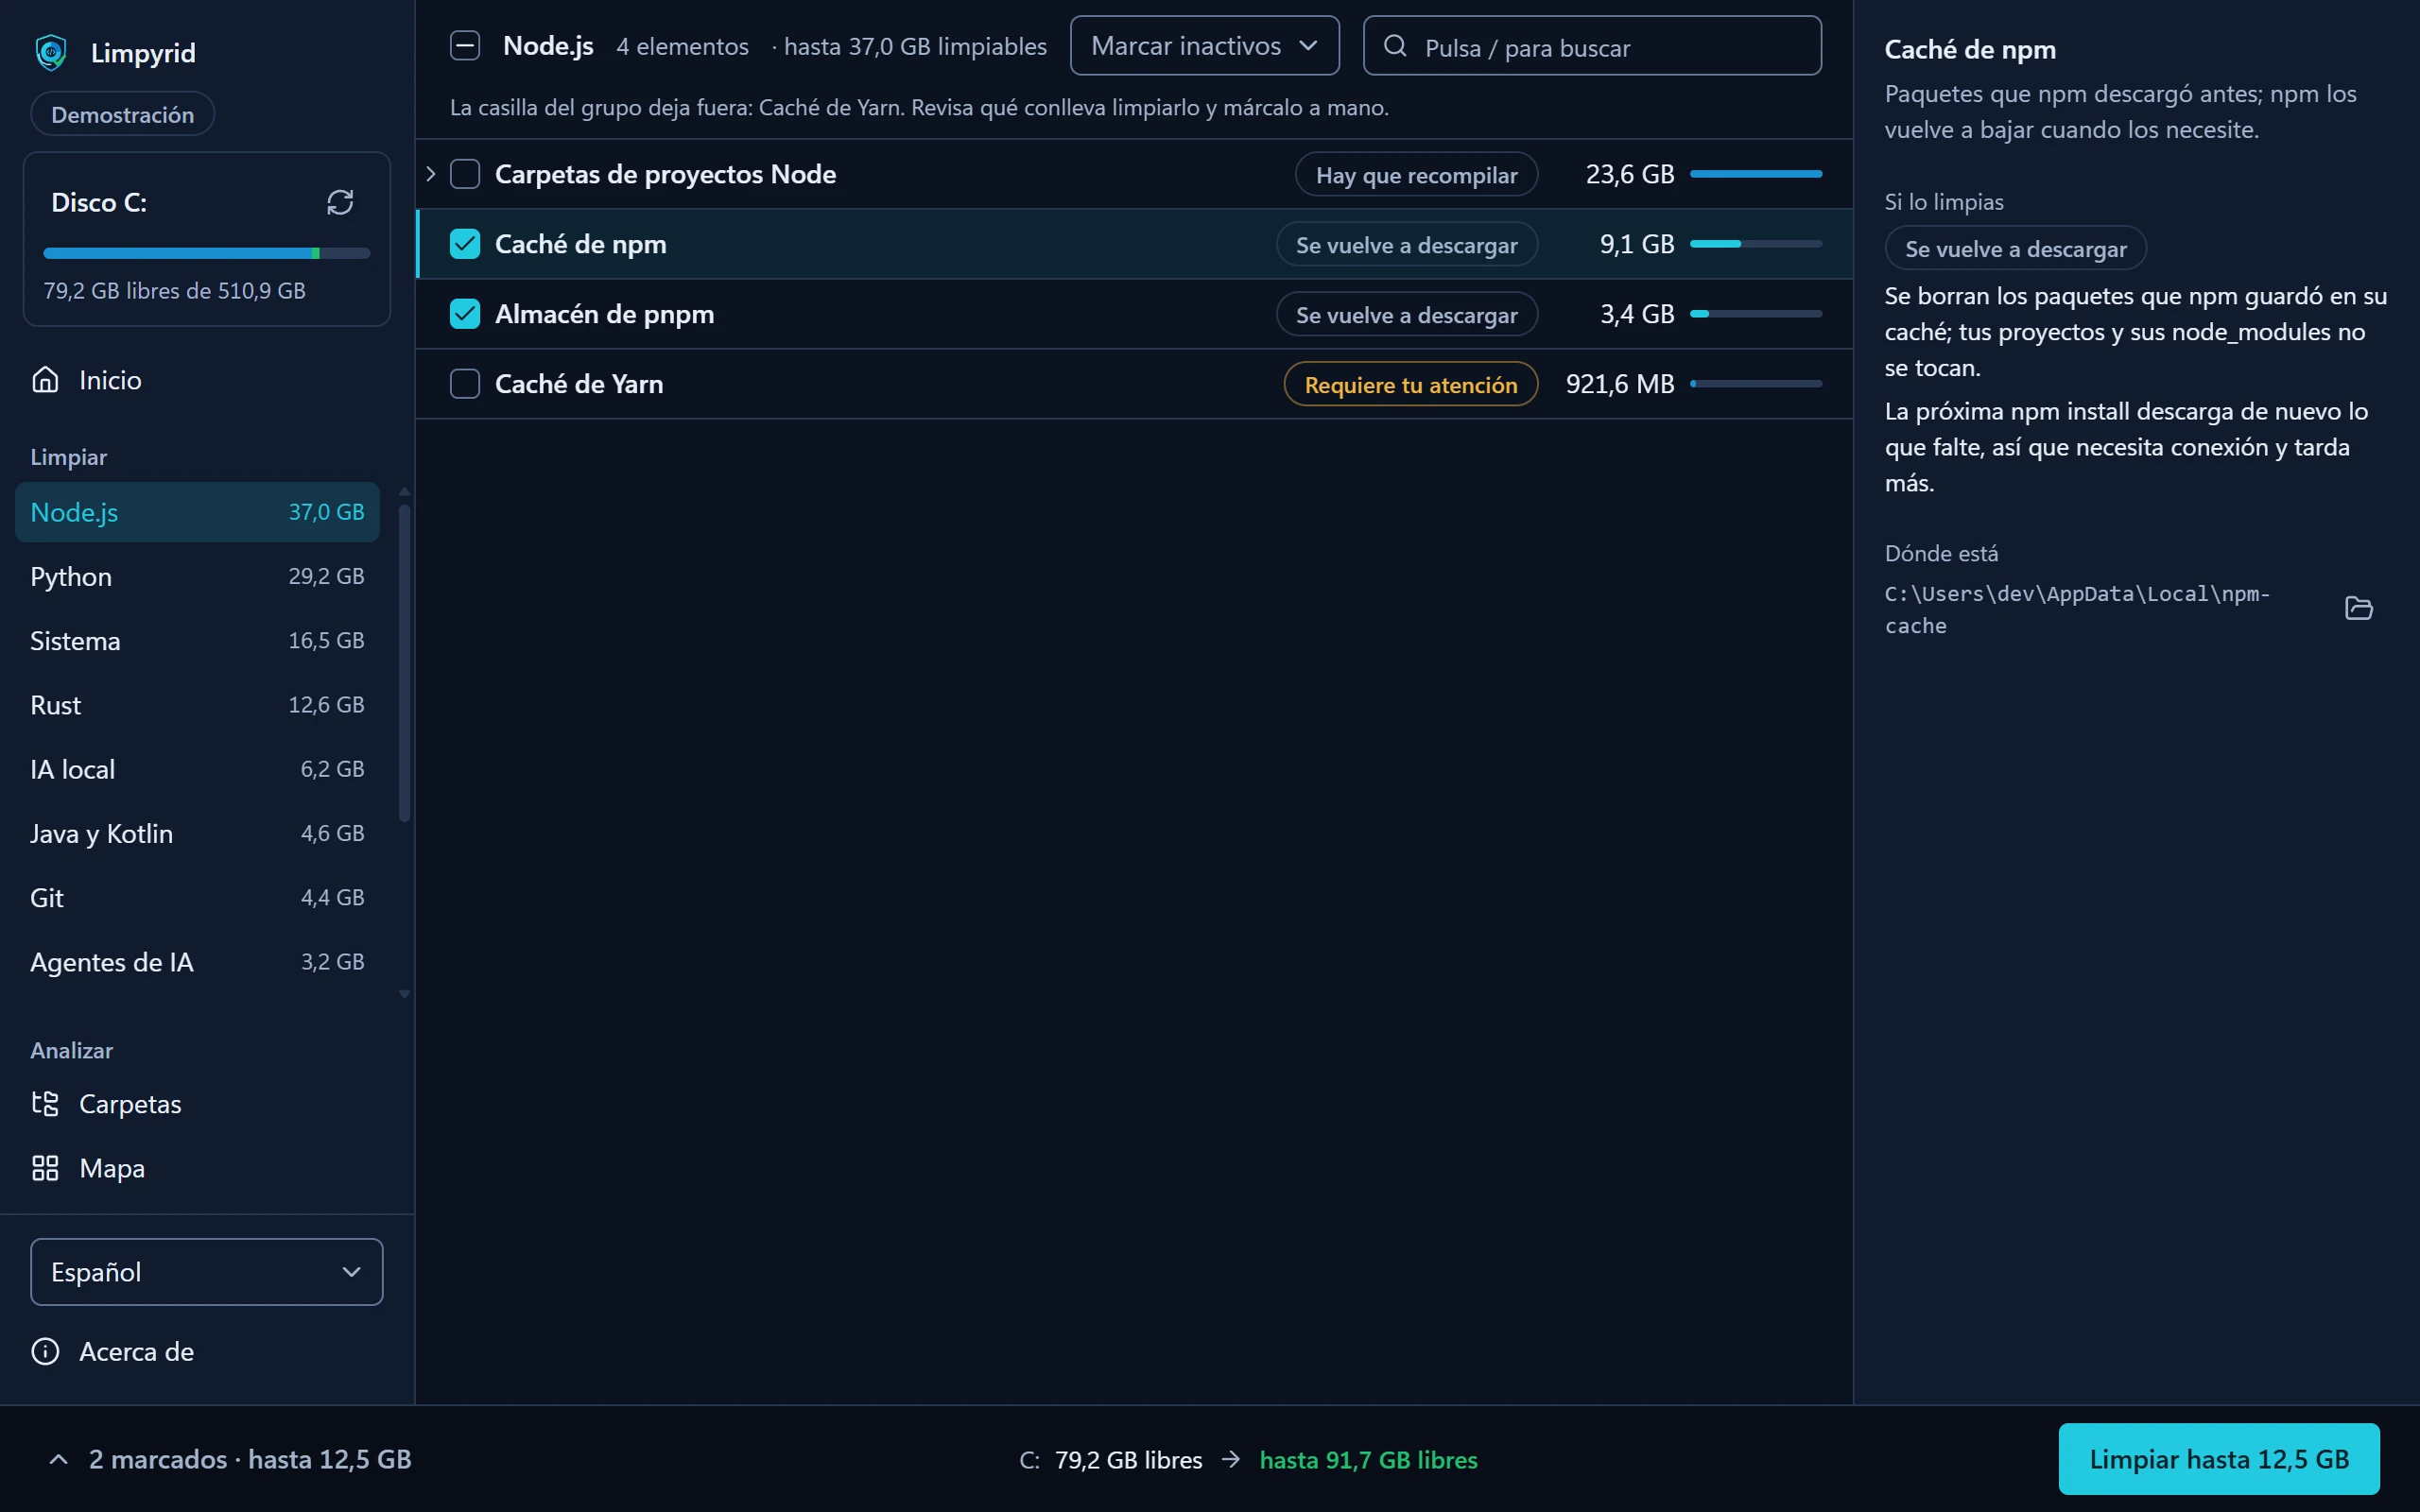 Limpyrid
Demostración
Disco C:
79,2 GB libres de 510,9 GB
Inicio
Limpiar
Node.js 37,0 GB
Python 29,2 GB
Sistema 16,5 GB
Rust 12,6 GB
IA local 6,2 GB
Java y Kotlin 4,6 GB
Git 4,4 GB
Agentes de IA 3,2 GB
Analizar
Carpetas
Mapa
Español
Acerca de
Node.js 4 elementos · hasta 37,0 GB limpiables Marcar inactivos Pulsa / para buscar
La casilla del grupo deja fuera: Caché de Yarn. Revisa qué conlleva limpiarlo y márcalo a mano.
Carpetas de proyectos Node Hay que recompilar 23,6 GB
Caché de npm Se vuelve a descargar 9,1 GB
Almacén de pnpm Se vuelve a descargar 3,4 GB
Caché de Yarn Requiere tu atención 921,6 MB
Caché de npm
Paquetes que npm descargó antes; npm los
vuelve a bajar cuando los necesite.
Si lo limpias
Se vuelve a descargar
Se borran los paquetes que npm guardó en su
caché; tus proyectos y sus node_modules no
se tocan.
La próxima npm install descarga de nuevo lo
que falte, así que necesita conexión y tarda
más.
Dónde está
C:\Users\dev\AppData\Local\npm-
cache
2 marcados · hasta 12,5 GB
C: 79,2 GB libres → hasta 91,7 GB libres
Limpiar hasta 12,5 GB